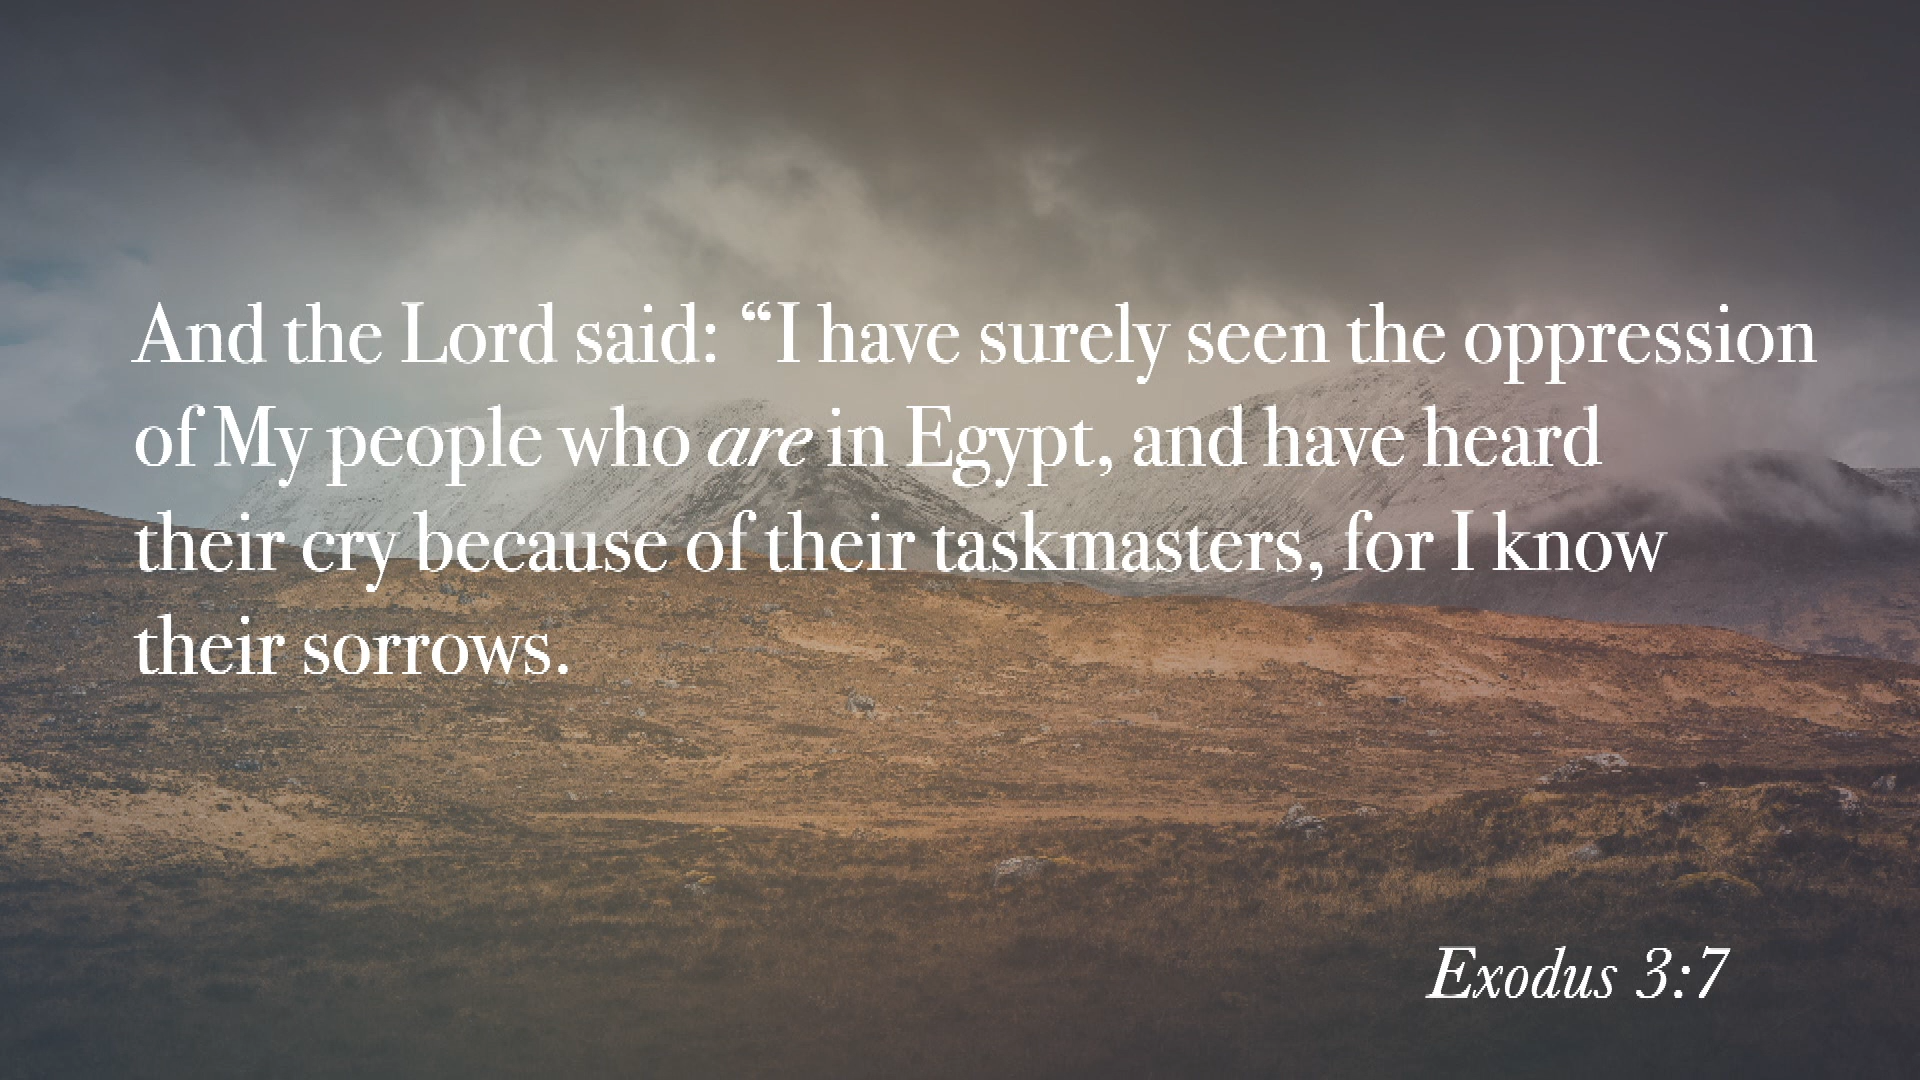 And the Lord said: “I have surely seen the oppression
of My people who are in Egypt, and have heard
their cry because of their taskmasters, for I know
their sorrows.
Exodus 3:7